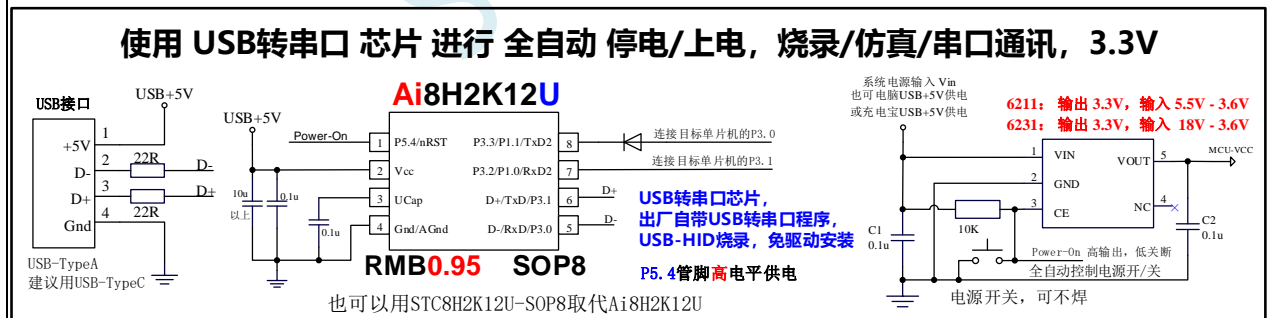 使用 USB转串口 芯片 进行 全自动 停电/上电，烧录/仿真/串口通讯，3.3V
USB接口
USB+5V
1
+5V
2
22R
D-
D-
3
D+
D+
4
22R
Gnd
USB-TypeA
建议用USB-TypeC
Ai8H2K12U
USB+5V
Power-On
1
P5.4/nRST
P3.3/P1.1/TxD2
8
连接目标单片机的P3.0
2
Vcc
P3.2/P1.0/RxD2
7
连接目标单片机的P3.1
3
UCap
D+/TxD/P3.1
6
D+
4
Gnd/AGnd
D-/RxD/P3.0
5
D-
10u
以上
0.1u
0.1u
RMB0.95 SOP8
也可以用STC8H2K12U-SOP8取代Ai8H2K12U
USB转串口芯片，
出厂自带USB转串口程序，
USB-HID烧录，免驱动安装
P5.4管脚高电平供电
系统电源输入 Vin
也可电脑USB+5V供电
或充电宝USB+5V供电
6211： 输出 3.3V，输入 5.5V - 3.6V
6231： 输出 3.3V，输入 18V - 3.6V
1
VIN
VOUT
5
MCU-VCC
2
GND
3
CE
NC
4
C1
0.1u
10K
C2
0.1u
Power-On 高输出，低关断
全自动控制电源开/关
电源开关，可不焊